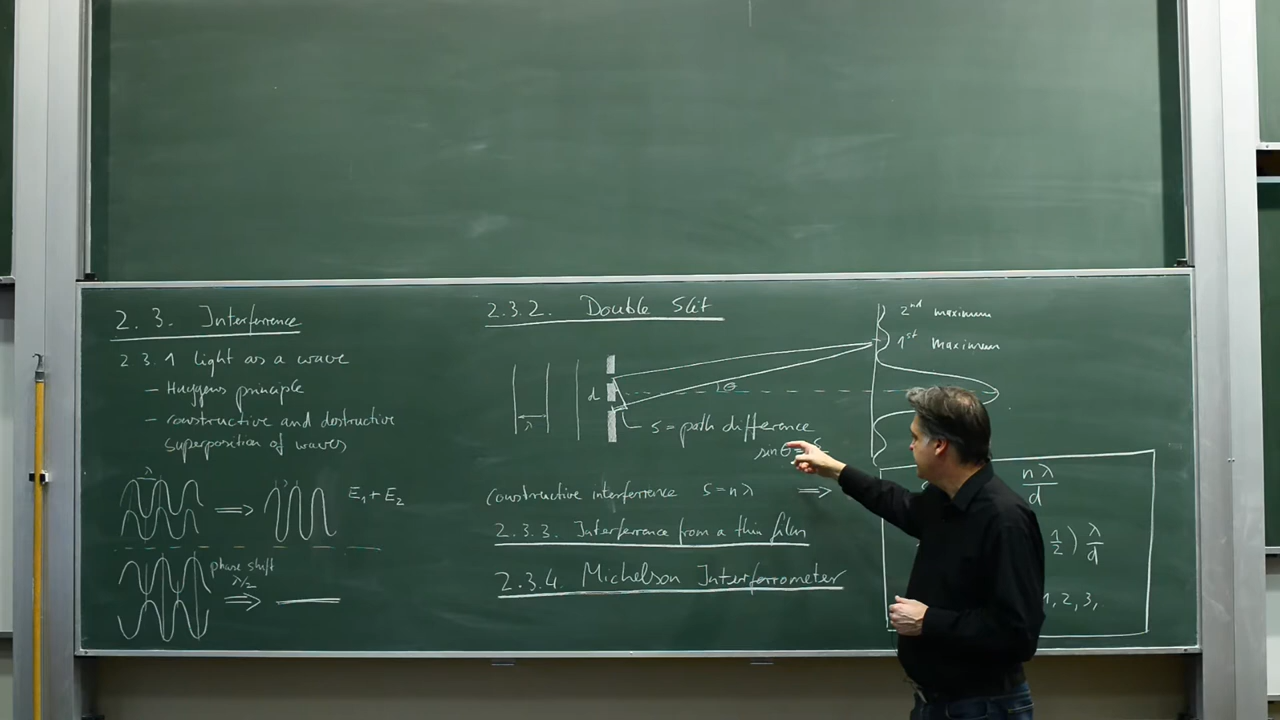 2.3. Interference
2.3.1 light as a wave
– Huygens principle
– constructive and destructive
superposition of waves
λ
E₁ + E₂
phase shift
λ/2
2.3.2. Double Slit
2nd maximum
1st maximum
d
θ
λ
s = path difference
sin θ =
constructive interference s = nλ ⟹
nλ/d
1/2) λ/d
1, 2, 3,
2.3.3. Interference from a thin film
2.3.4. Michelson Interferrometer